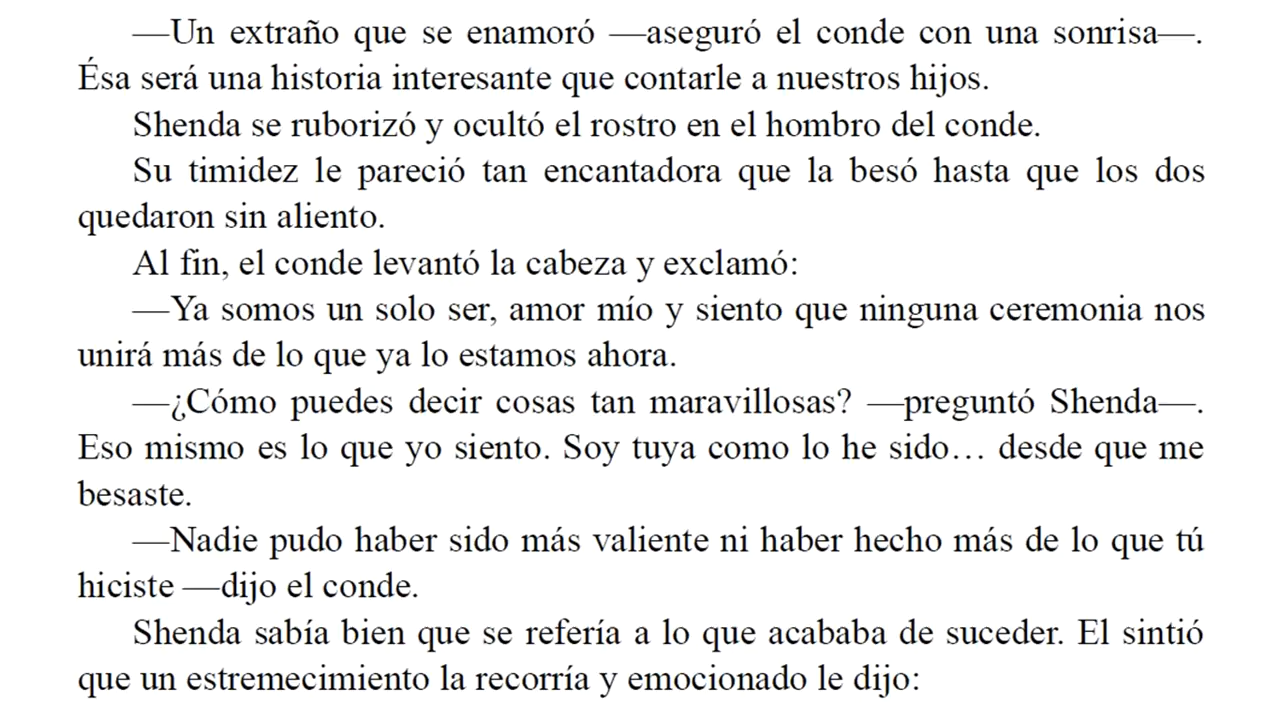 —Un extraño que se enamoró —aseguró el conde con una sonrisa—.
Ésa será una historia interesante que contarle a nuestros hijos.
Shenda se ruborizó y ocultó el rostro en el hombro del conde.
Su timidez le pareció tan encantadora que la besó hasta que los dos
quedaron sin aliento.
Al fin, el conde levantó la cabeza y exclamó:
—Ya somos un solo ser, amor mío y siento que ninguna ceremonia nos
unirá más de lo que ya lo estamos ahora.
—¿Cómo puedes decir cosas tan maravillosas? —preguntó Shenda—.
Eso mismo es lo que yo siento. Soy tuya como lo he sido… desde que me
besaste.
—Nadie pudo haber sido más valiente ni haber hecho más de lo que tú
hiciste —dijo el conde.
Shenda sabía bien que se refería a lo que acababa de suceder. El sintió
que un estremecimiento la recorría y emocionado le dijo: